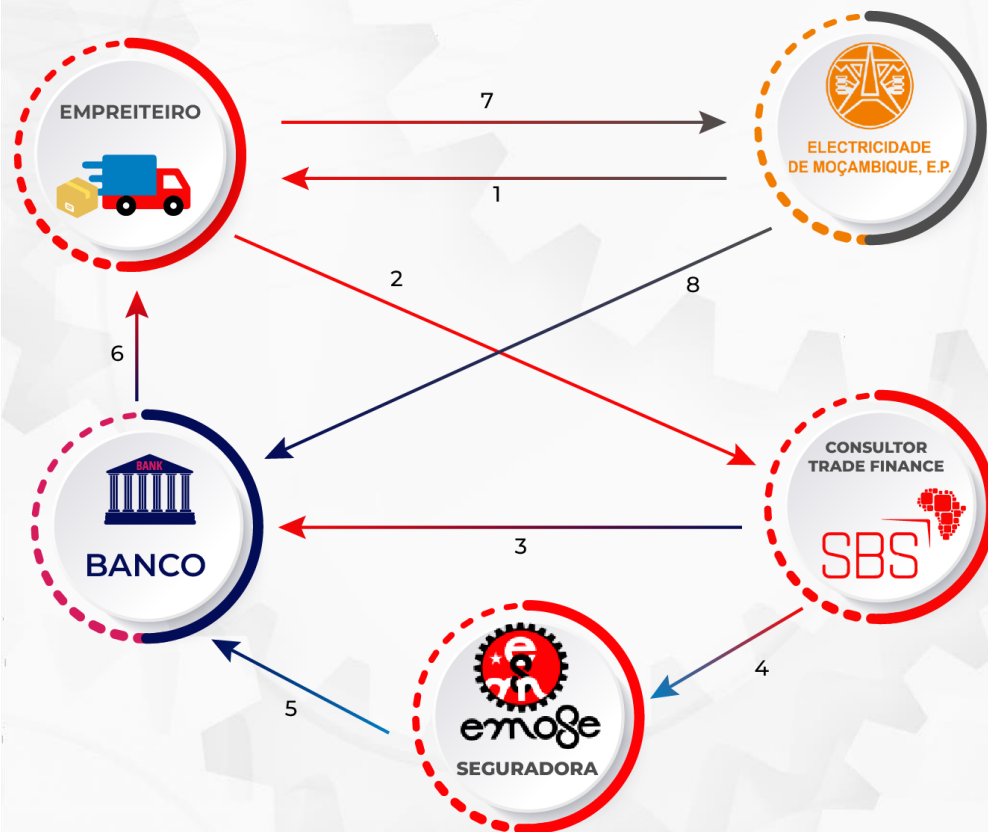 EMPREITEIRO
7
1
ELECTRICIDADE
DE MOÇAMBIQUE, E.P.
2
8
6
BANK
BANCO
3
CONSULTOR
TRADE FINANCE
SBS
4
5
emose
SEGURADORA